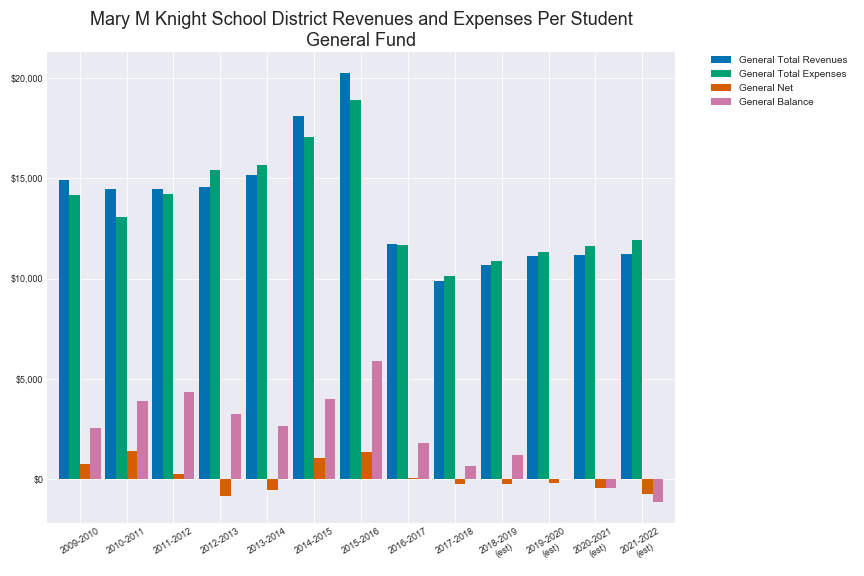 Mary M Knight School District Revenues and Expenses Per Student
General Fund
General Total Revenues
General Total Expenses
General Net
General Balance
$20,000
$15,000
$10,000
$5,000
$0
2009-2010
2010-2011
2011-2012
2012-2013
2013-2014
2014-2015
2015-2016
2016-2017
2017-2018
2018-2019
(est)
2019-2020
(est)
2020-2021
(est)
2021-2022
(est)